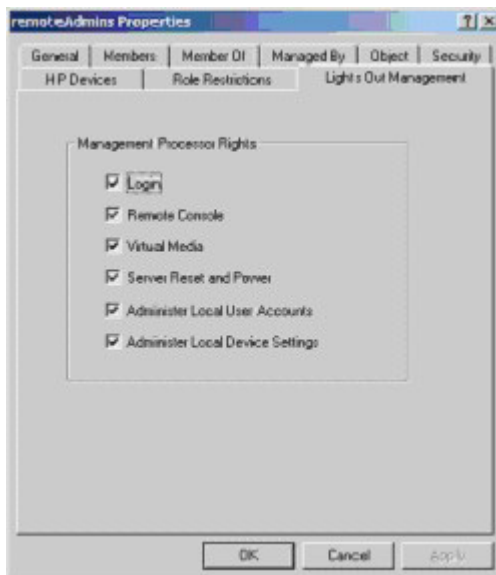 remoteAdmins Properties
General Members Member Of Managed By Object Security
HP Devices Role Restrictions Lights Out Management
Management Processor Rights
Login
Remote Console
Virtual Media
Server Reset and Power
Administer Local User Accounts
Administer Local Device Settings
OK Cancel Apply